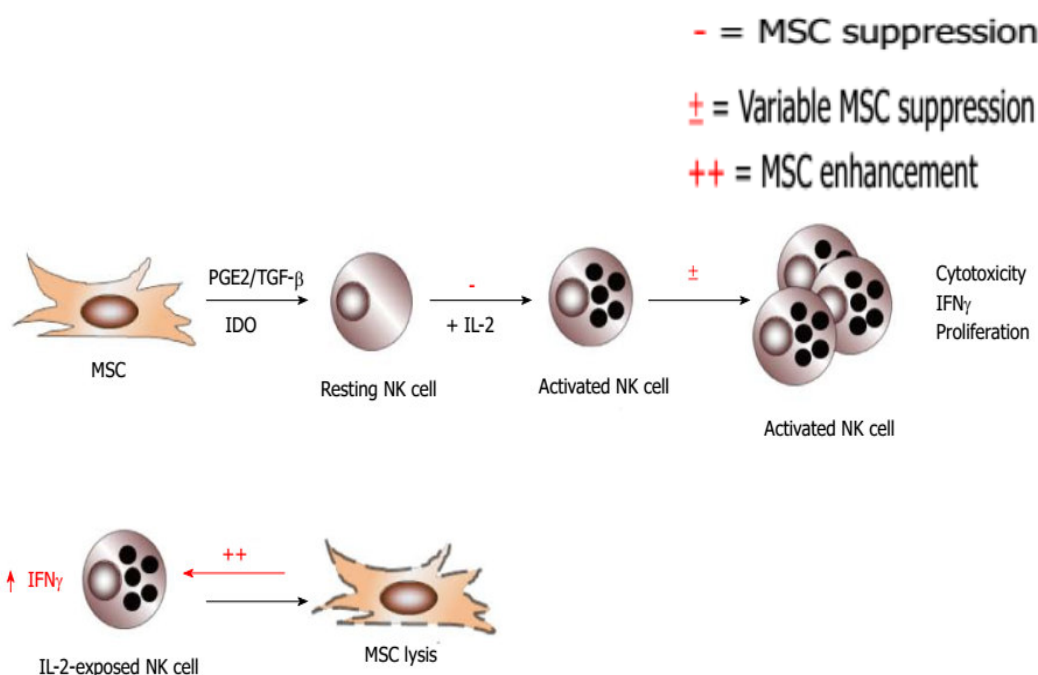 - = MSC suppression
± = Variable MSC suppression
++ = MSC enhancement
PGE2/TGF-β
IDO
MSC
-
+ IL-2
Resting NK cell
±
Activated NK cell
Cytotoxicity
IFNγ
Proliferation
Activated NK cell
↑ IFNγ
++
IL-2-exposed NK cell
MSC lysis